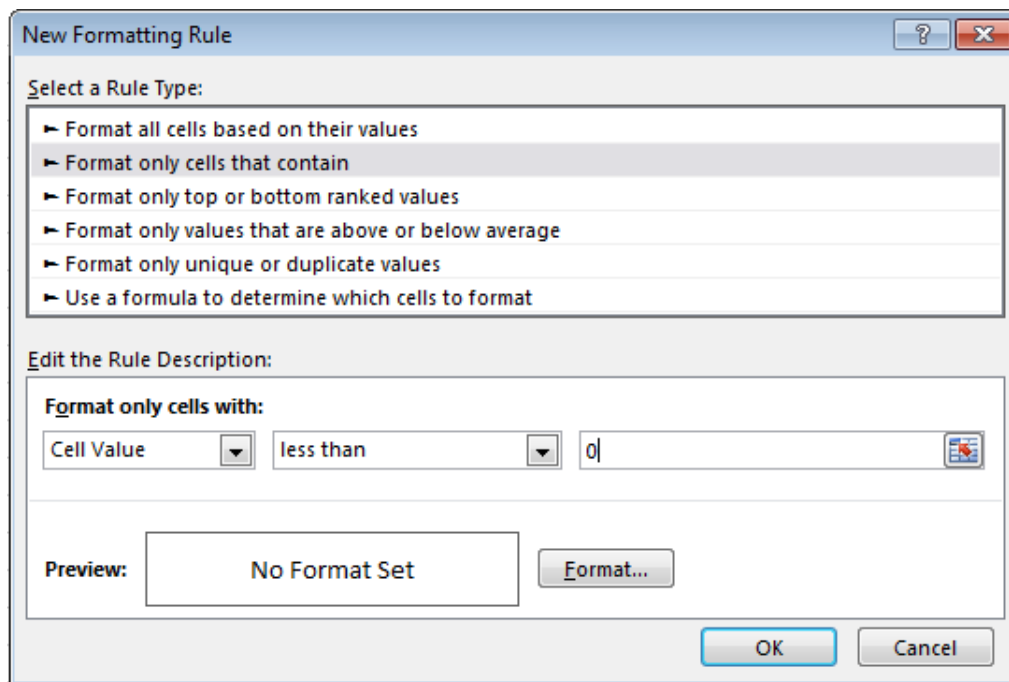 New Formatting Rule
?
Select a Rule Type:
► Format all cells based on their values
► Format only cells that contain
► Format only top or bottom ranked values
► Format only values that are above or below average
► Format only unique or duplicate values
► Use a formula to determine which cells to format
Edit the Rule Description:
Format only cells with:
Cell Value less than 0
Preview: No Format Set Format...
OK Cancel